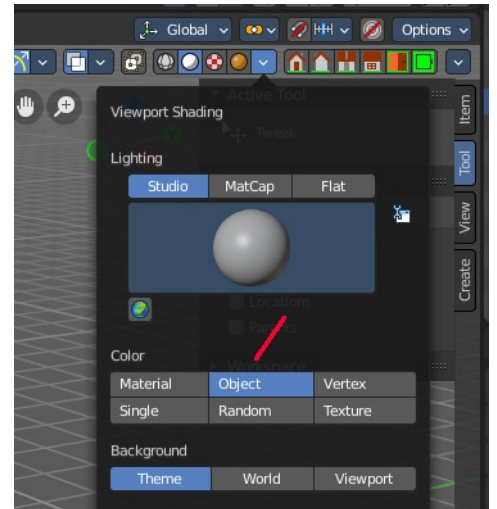 Global
Options
Active Tool
Viewport Shading
Tweak
Item
Lighting
Studio MatCap Flat
Tool
View
Create
Locations
Parents
Color
Workspace
Material Object Vertex
Single Random Texture
Background
Theme World Viewport